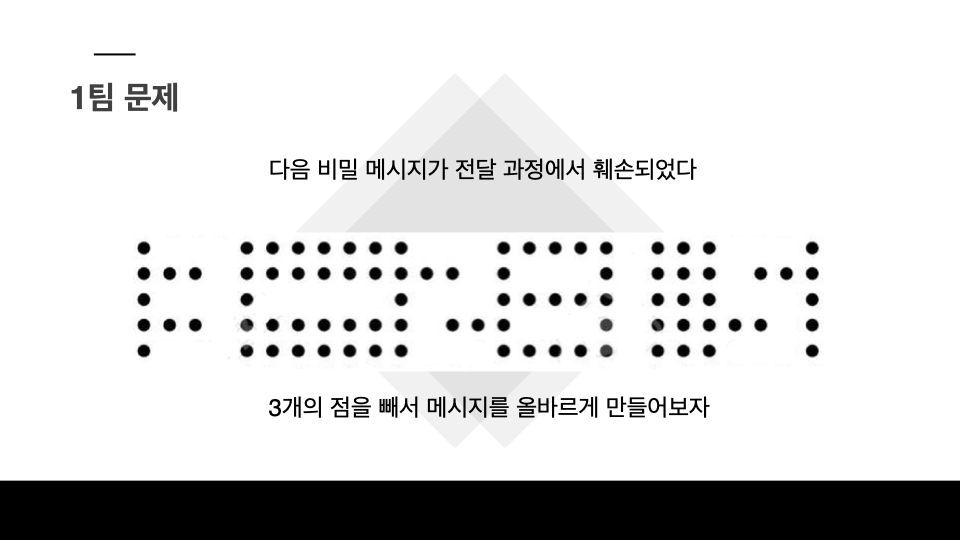 1팀 문제
다음 비밀 메시지가 전달 과정에서 훼손되었다
3개의 점을 빼서 메시지를 올바르게 만들어보자